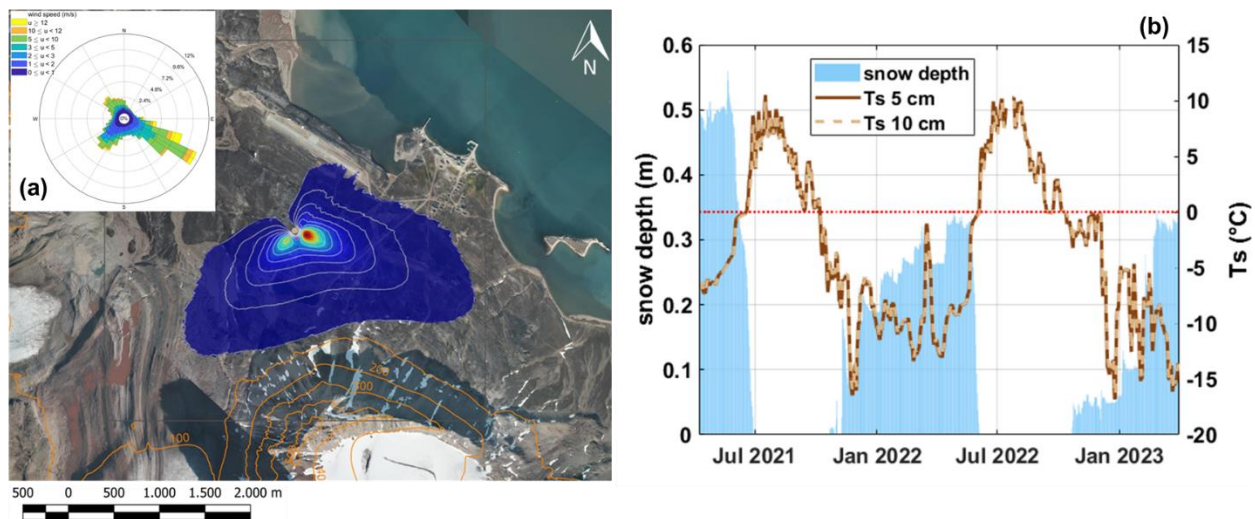 wind speed (m/s)
u ≥ 12
10 ≤ u < 12
5 ≤ u < 10
3 ≤ u < 5
2 ≤ u < 3
1 ≤ u < 2
0 ≤ u < 1
N
12%
9.6%
7.2%
4.8%
2.4%
0%
W
E
S
(a)
N
200
300
100
500 0 500 1.000 1.500 2.000 m
(b)
0.6
0.5
0.4
0.3
0.2
0.1
0
snow depth (m)
snow depth
Ts 5 cm
Ts 10 cm
15
10
5
0
-5
-10
-15
-20
Ts (°C)
Jul 2021 Jan 2022 Jul 2022 Jan 2023